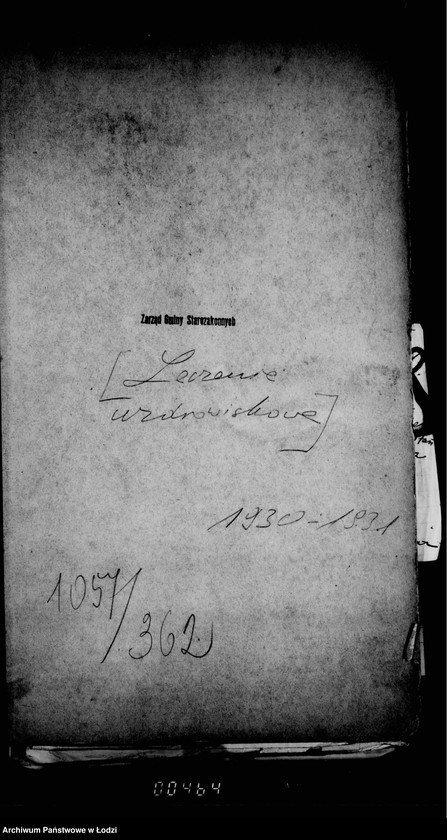 Zarząd Gminy Starozakonnych
[Leczenie
uzdrowiskowe]
1930-1931
1057/362
00464
Archiwum Państwowe w Łodzi